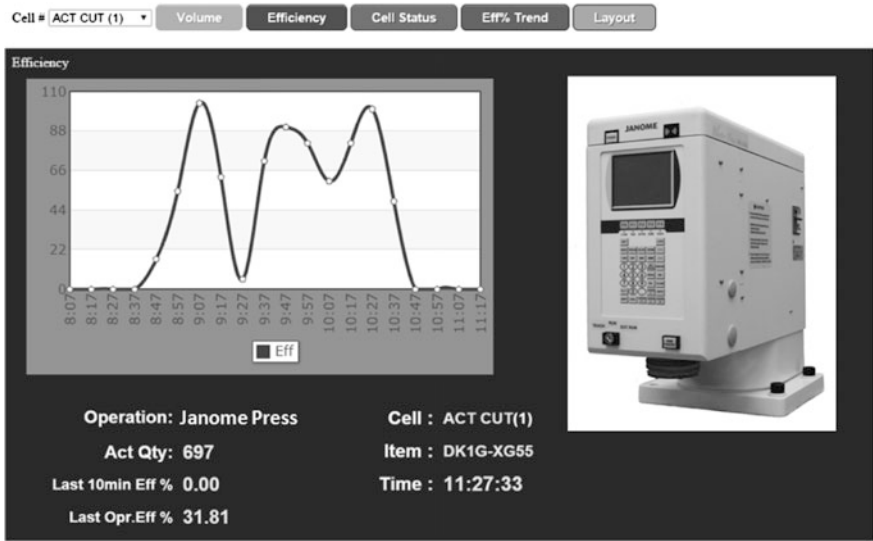 Cell # ACT CUT (1) Volume Efficiency Cell Status Eff% Trend Layout
Efficiency
110
88
66
44
22
0
8:07 8:17 8:27 8:37 8:47 8:57 9:07 9:17 9:27 9:37 9:47 9:57 10:07 10:17 10:27 10:37 10:47 10:57 11:07 11:17
Eff
JANOME
Operation: Janome Press
Cell : ACT CUT(1)
Act Qty: 697
Item : DK1G-XG55
Last 10min Eff % 0.00
Time : 11:27:33
Last Opr.Eff % 31.81